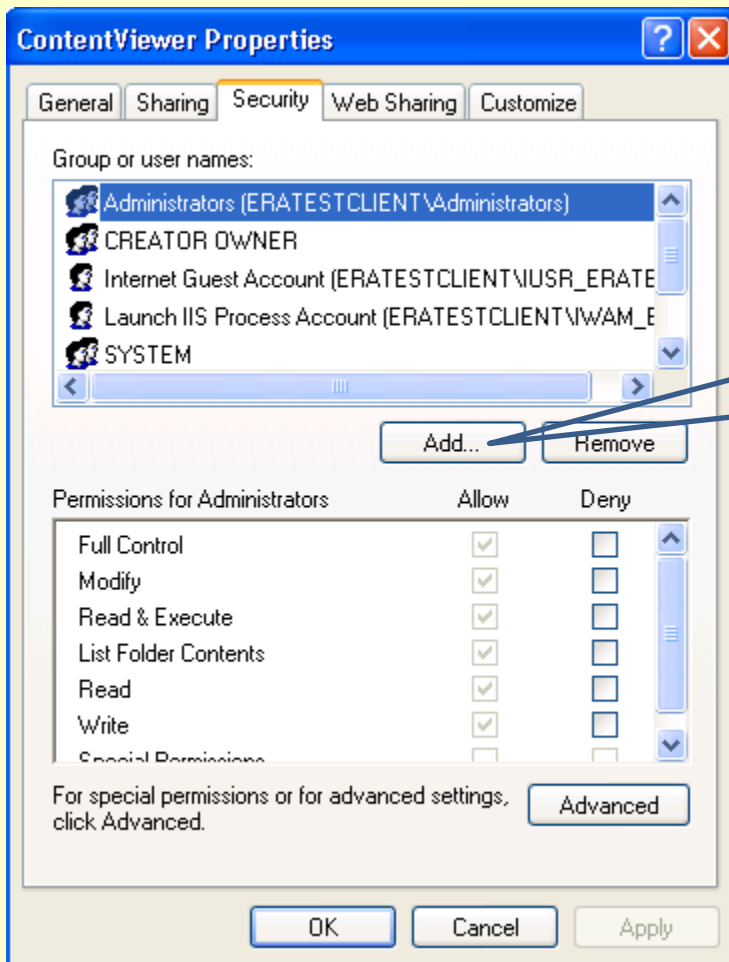 ContentViewer Properties
General Sharing Security Web Sharing Customize
Group or user names:
Administrators (ERATESTCLIENT\Administrators)
CREATOR OWNER
Internet Guest Account (ERATESTCLIENT\IUSR_ERATE
Launch IIS Process Account (ERATESTCLIENT\IWAM_E
SYSTEM
Add... Remove
Permissions for Administrators Allow Deny
Full Control
Modify
Read & Execute
List Folder Contents
Read
Write
Special Permissions
For special permissions or for advanced settings,
click Advanced.
Advanced
OK Cancel Apply